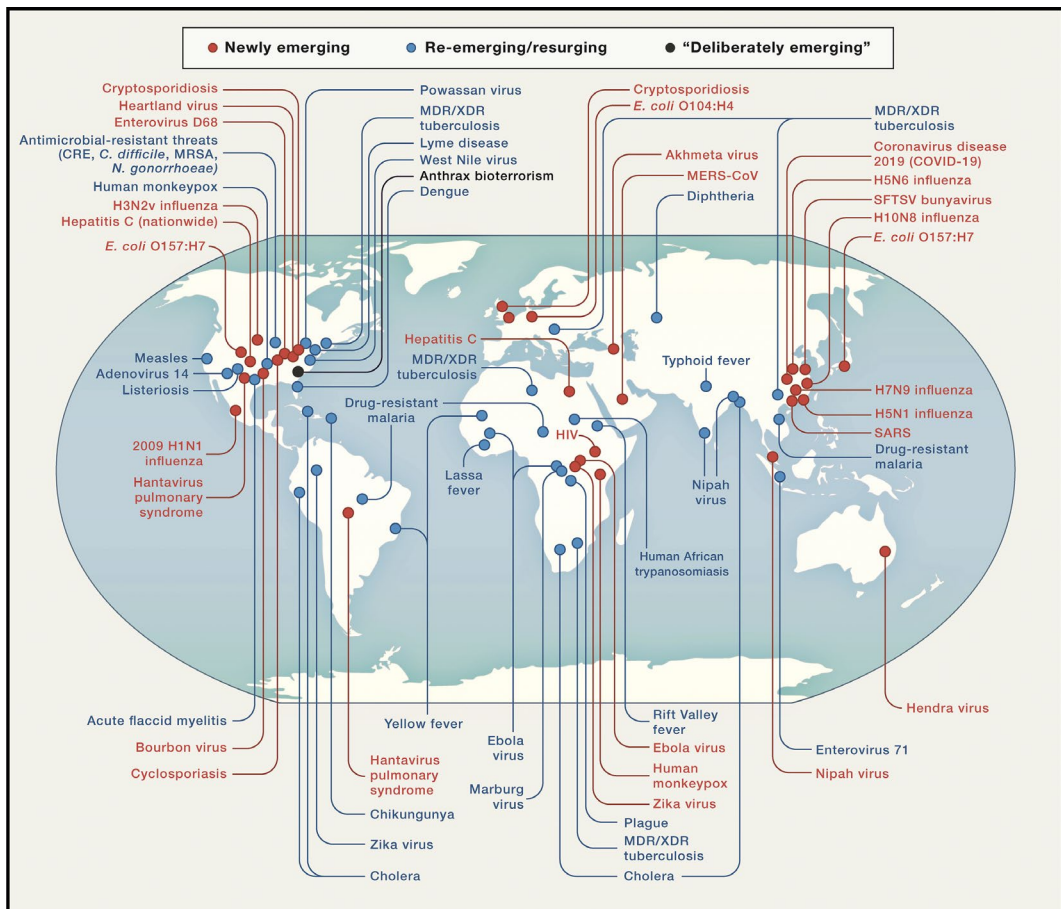 Newly emerging
Re-emerging/resurging
“Deliberately emerging”
Cryptosporidiosis
Heartland virus
Enterovirus D68
Antimicrobial-resistant threats
(CRE, C. difficile, MRSA,
N. gonorrhoeae)
Human monkeypox
H3N2v influenza
Hepatitis C (nationwide)
E. coli O157:H7
Powassan virus
MDR/XDR
tuberculosis
Lyme disease
West Nile virus
Anthrax bioterrorism
Dengue
Cryptosporidiosis
E. coli O104:H4
Akhmeta virus
MERS-CoV
Diphtheria
MDR/XDR
tuberculosis
Coronavirus disease
2019 (COVID-19)
H5N6 influenza
SFTSV bunyavirus
H10N8 influenza
E. coli O157:H7
Measles
Adenovirus 14
Listeriosis
2009 H1N1
influenza
Hantavirus
pulmonary
syndrome
Hepatitis C
MDR/XDR
tuberculosis
Drug-resistant
malaria
HIV
Lassa
fever
Typhoid fever
Nipah
virus
Human African
trypanosomiasis
H7N9 influenza
H5N1 influenza
SARS
Drug-resistant
malaria
Acute flaccid myelitis
Bourbon virus
Cyclosporiasis
Yellow fever
Hantavirus
pulmonary
syndrome
Chikungunya
Zika virus
Cholera
Ebola
virus
Marburg
virus
Rift Valley
fever
Ebola virus
Human
monkeypox
Zika virus
Plague
MDR/XDR
tuberculosis
Cholera
Hendra virus
Enterovirus 71
Nipah virus